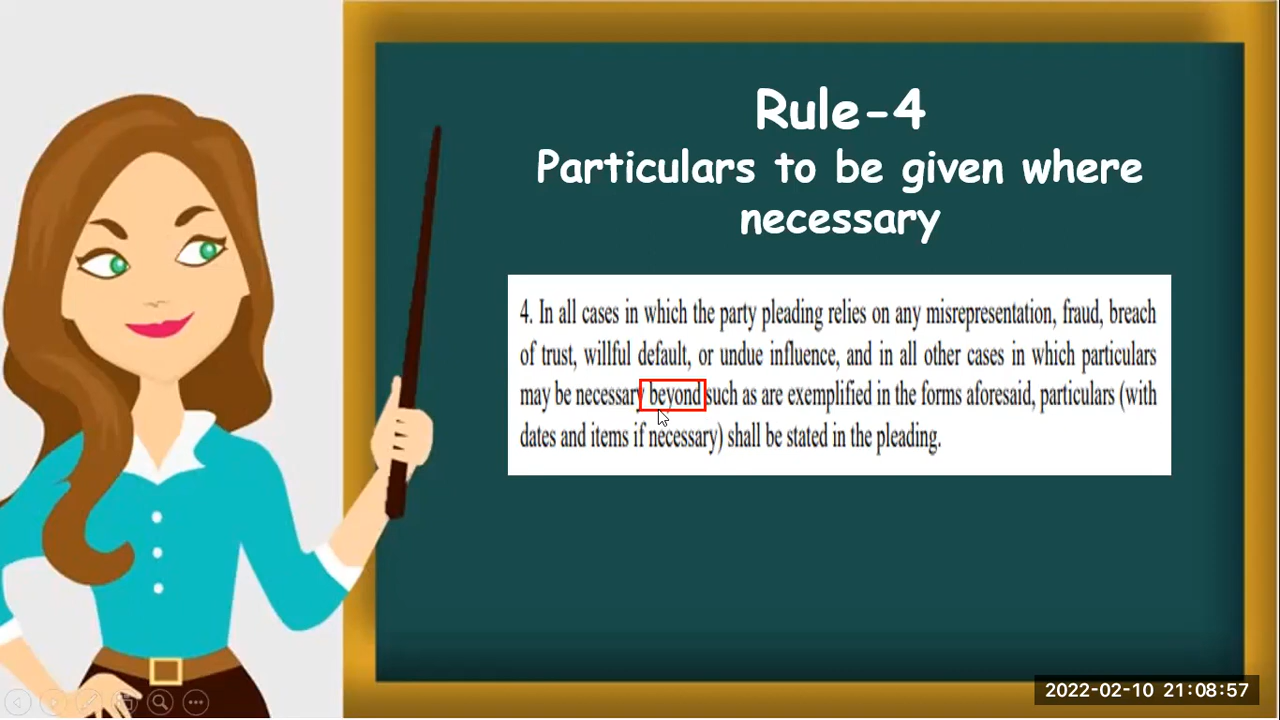 Rule-4
Particulars to be given where
necessary
4. In all cases in which the party pleading relies on any misrepresentation, fraud, breach
of trust, willful default, or undue influence, and in all other cases in which particulars
may be necessary beyond such as are exemplified in the forms aforesaid, particulars (with
dates and items if necessary) shall be stated in the pleading.
2022-02-10 21:08:57